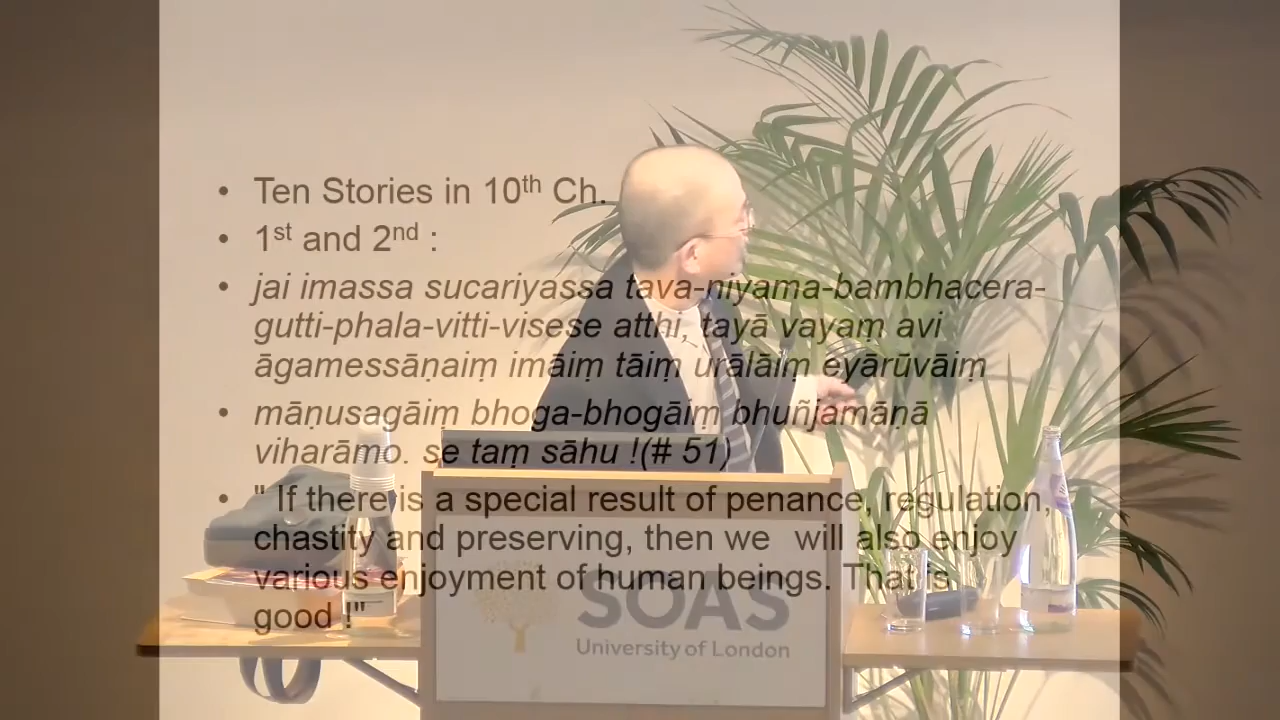 • Ten Stories in 10th Ch.
• 1st and 2nd :
• jai imassa sucariyassa tava-niyama-bambhacera-
gutti-phala-vitti-visese atthi, tayā vayaṃ avi
āgamessāṇaiṃ imāiṃ tāiṃ urālāiṃ eyārūvāiṃ
• māṇusagāiṃ bhoga-bhogāiṃ bhuñjamāṇā
viharāmo. se taṃ sāhu !(# 51)
• " If there is a special result of penance, regulation,
chastity and preserving, then we will also enjoy
various enjoyment of human beings. That is
good !"
SOAS
University of London